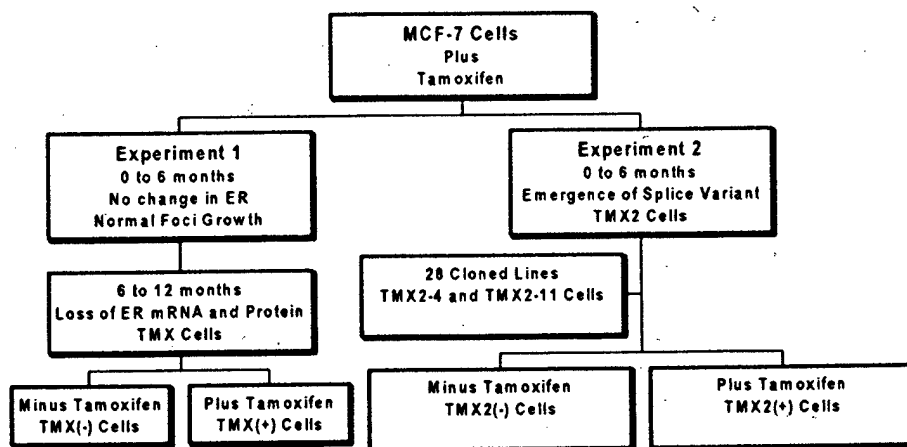 MCF-7 Cells
Plus
Tamoxifen
Experiment 1
0 to 6 months
No change in ER
Normal Foci Growth
Experiment 2
0 to 6 months
Emergence of Splice Variant
TMX2 Cells
6 to 12 months
Loss of ER mRNA and Protein
TMX Cells
28 Cloned Lines
TMX2-4 and TMX2-11 Cells
Minus Tamoxifen
TMX(-) Cells
Plus Tamoxifen
TMX(+) Cells
Minus Tamoxifen
TMX2(-) Cells
Plus Tamoxifen
TMX2(+) Cells